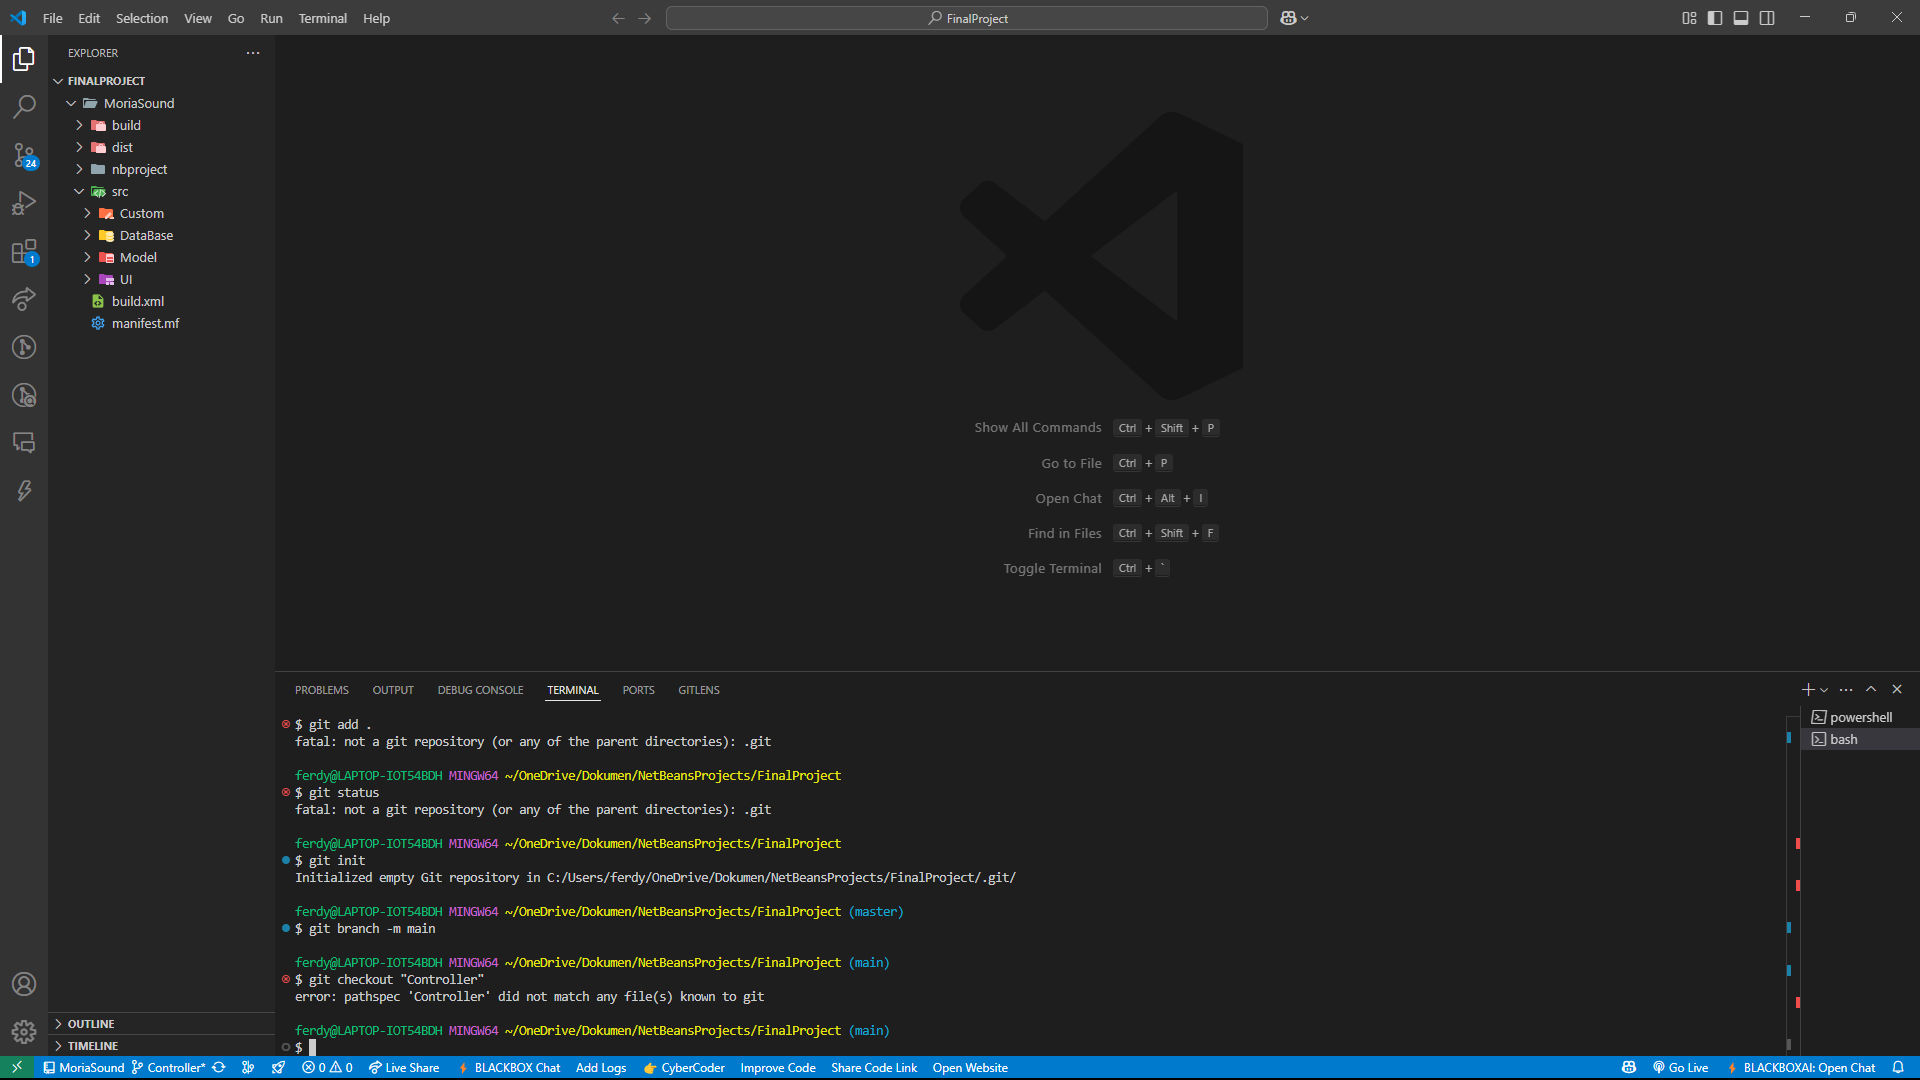 File Edit Selection View Go Run Terminal Help
FinalProject
EXPLORER
FINALPROJECT
MoriaSound
build
dist
nbproject
src
Custom
DataBase
Model
UI
build.xml
manifest.mf
24
1
Show All Commands Ctrl + Shift + P
Go to File Ctrl + P
Open Chat Ctrl + Alt + I
Find in Files Ctrl + Shift + F
Toggle Terminal Ctrl + `
PROBLEMS OUTPUT DEBUG CONSOLE TERMINAL PORTS GITLENS
powershell
bash
$ git add .
fatal: not a git repository (or any of the parent directories): .git
ferdy@LAPTOP-IOT54BDH MINGW64 ~/OneDrive/Dokumen/NetBeansProjects/FinalProject
$ git status
fatal: not a git repository (or any of the parent directories): .git
ferdy@LAPTOP-IOT54BDH MINGW64 ~/OneDrive/Dokumen/NetBeansProjects/FinalProject
$ git init
Initialized empty Git repository in C:/Users/ferdy/OneDrive/Dokumen/NetBeansProjects/FinalProject/.git/
ferdy@LAPTOP-IOT54BDH MINGW64 ~/OneDrive/Dokumen/NetBeansProjects/FinalProject (master)
$ git branch -m main
ferdy@LAPTOP-IOT54BDH MINGW64 ~/OneDrive/Dokumen/NetBeansProjects/FinalProject (main)
$ git checkout "Controller"
error: pathspec 'Controller' did not match any file(s) known to git
ferdy@LAPTOP-IOT54BDH MINGW64 ~/OneDrive/Dokumen/NetBeansProjects/FinalProject (main)
$
OUTLINE
TIMELINE
MoriaSound Controller* 0 0 Live Share BLACKBOX Chat Add Logs CyberCoder Improve Code Share Code Link Open Website Go Live BLACKBOXAI: Open Chat